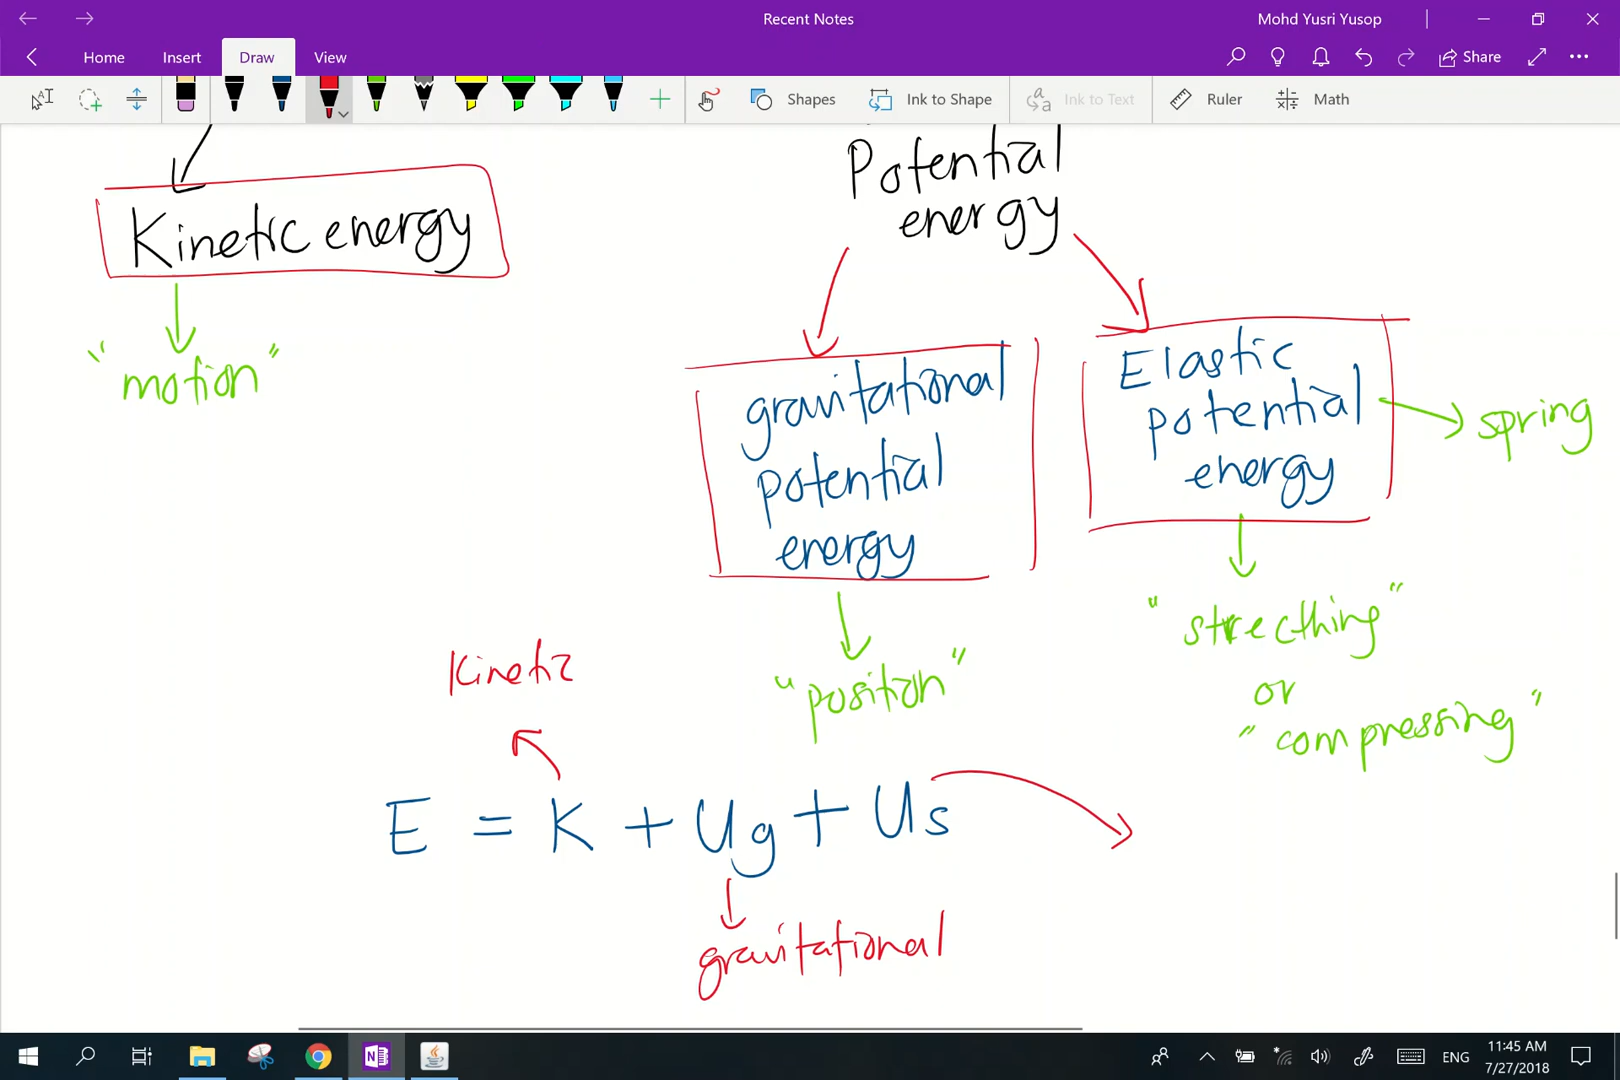 Recent Notes
Mohd Yusri Yusop
Home
Insert
Draw
View
Share
Shapes
Ink to Shape
Ink to Text
Ruler
Math
Potential
energy
Kinetic energy
"motion"
gravitational
potential
energy
Elastic
potential
energy
spring
"position"
"strecthing"
or
"compressing"
Kinetic
E = K + Ug + Us
gravitational
ENG
11:45 AM
7/27/2018